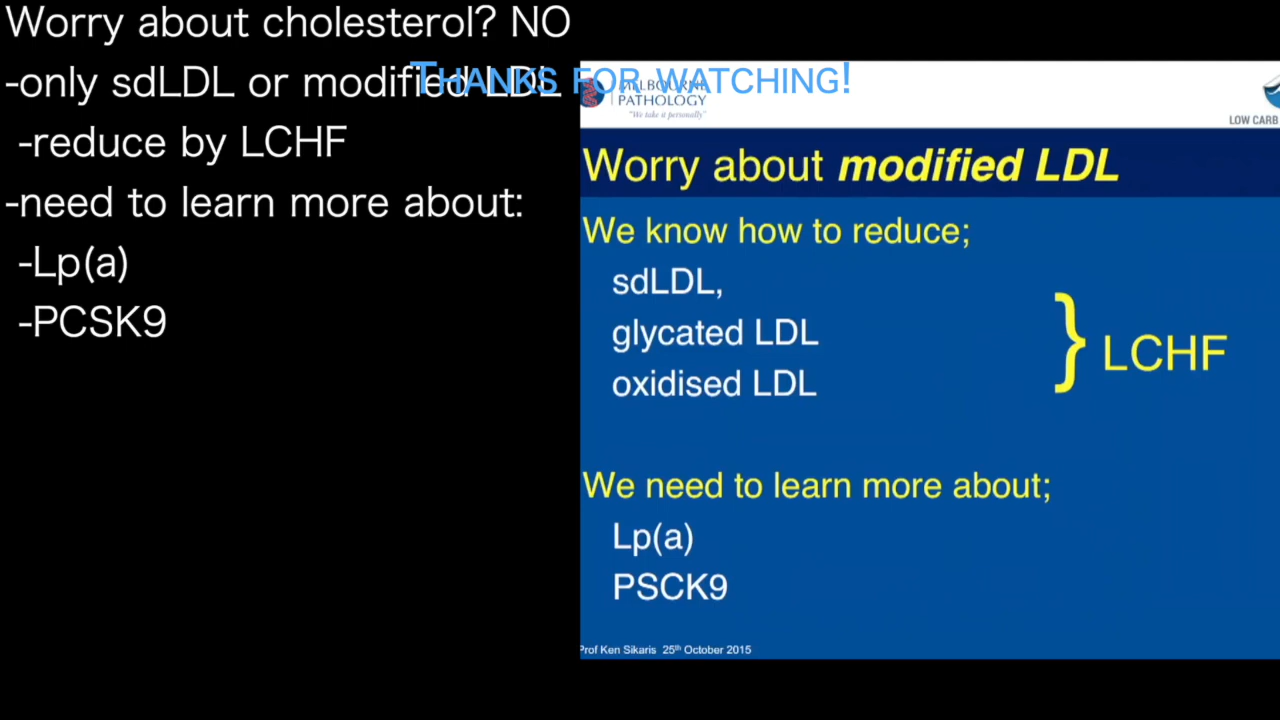 Worry about cholesterol? NO
-only sdLDL or modified LDL
-reduce by LCHF
-need to learn more about:
-Lp(a)
-PCSK9
THANKS FOR WATCHING!
MELBOURNE
PATHOLOGY
"We take it personally"
LOW CARB
Worry about modified LDL
We know how to reduce;
sdLDL,
glycated LDL
oxidised LDL
} LCHF
We need to learn more about;
Lp(a)
PSCK9
Prof Ken Sikaris 25th October 2015